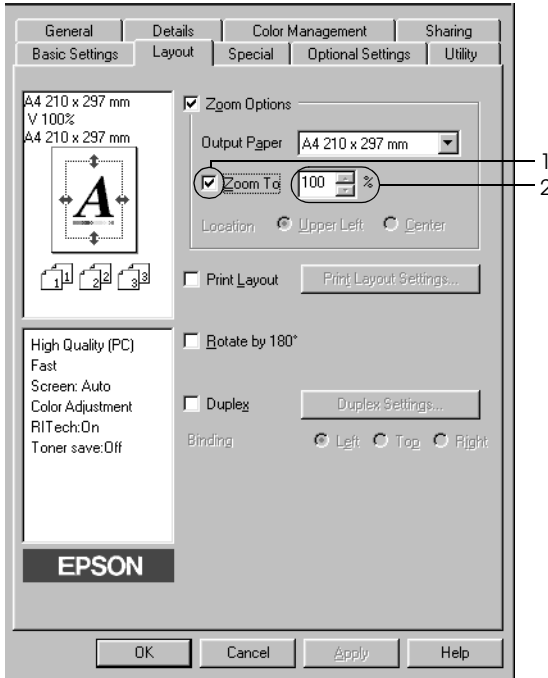 General Details Color Management Sharing
Basic Settings Layout Special Optional Settings Utility
A4 210 x 297 mm
V 100%
A4 210 x 297 mm
A
1 2 3
Zoom Options
Output Paper A4 210 x 297 mm
Zoom To 100 %
1
2
Location Upper Left Center
Print Layout Print Layout Settings...
Rotate by 180°
Duplex Duplex Settings...
Binding Left Top Right
High Quality (PC)
Fast
Screen: Auto
Color Adjustment
RITech:On
Toner save:Off
EPSON
OK Cancel Apply Help